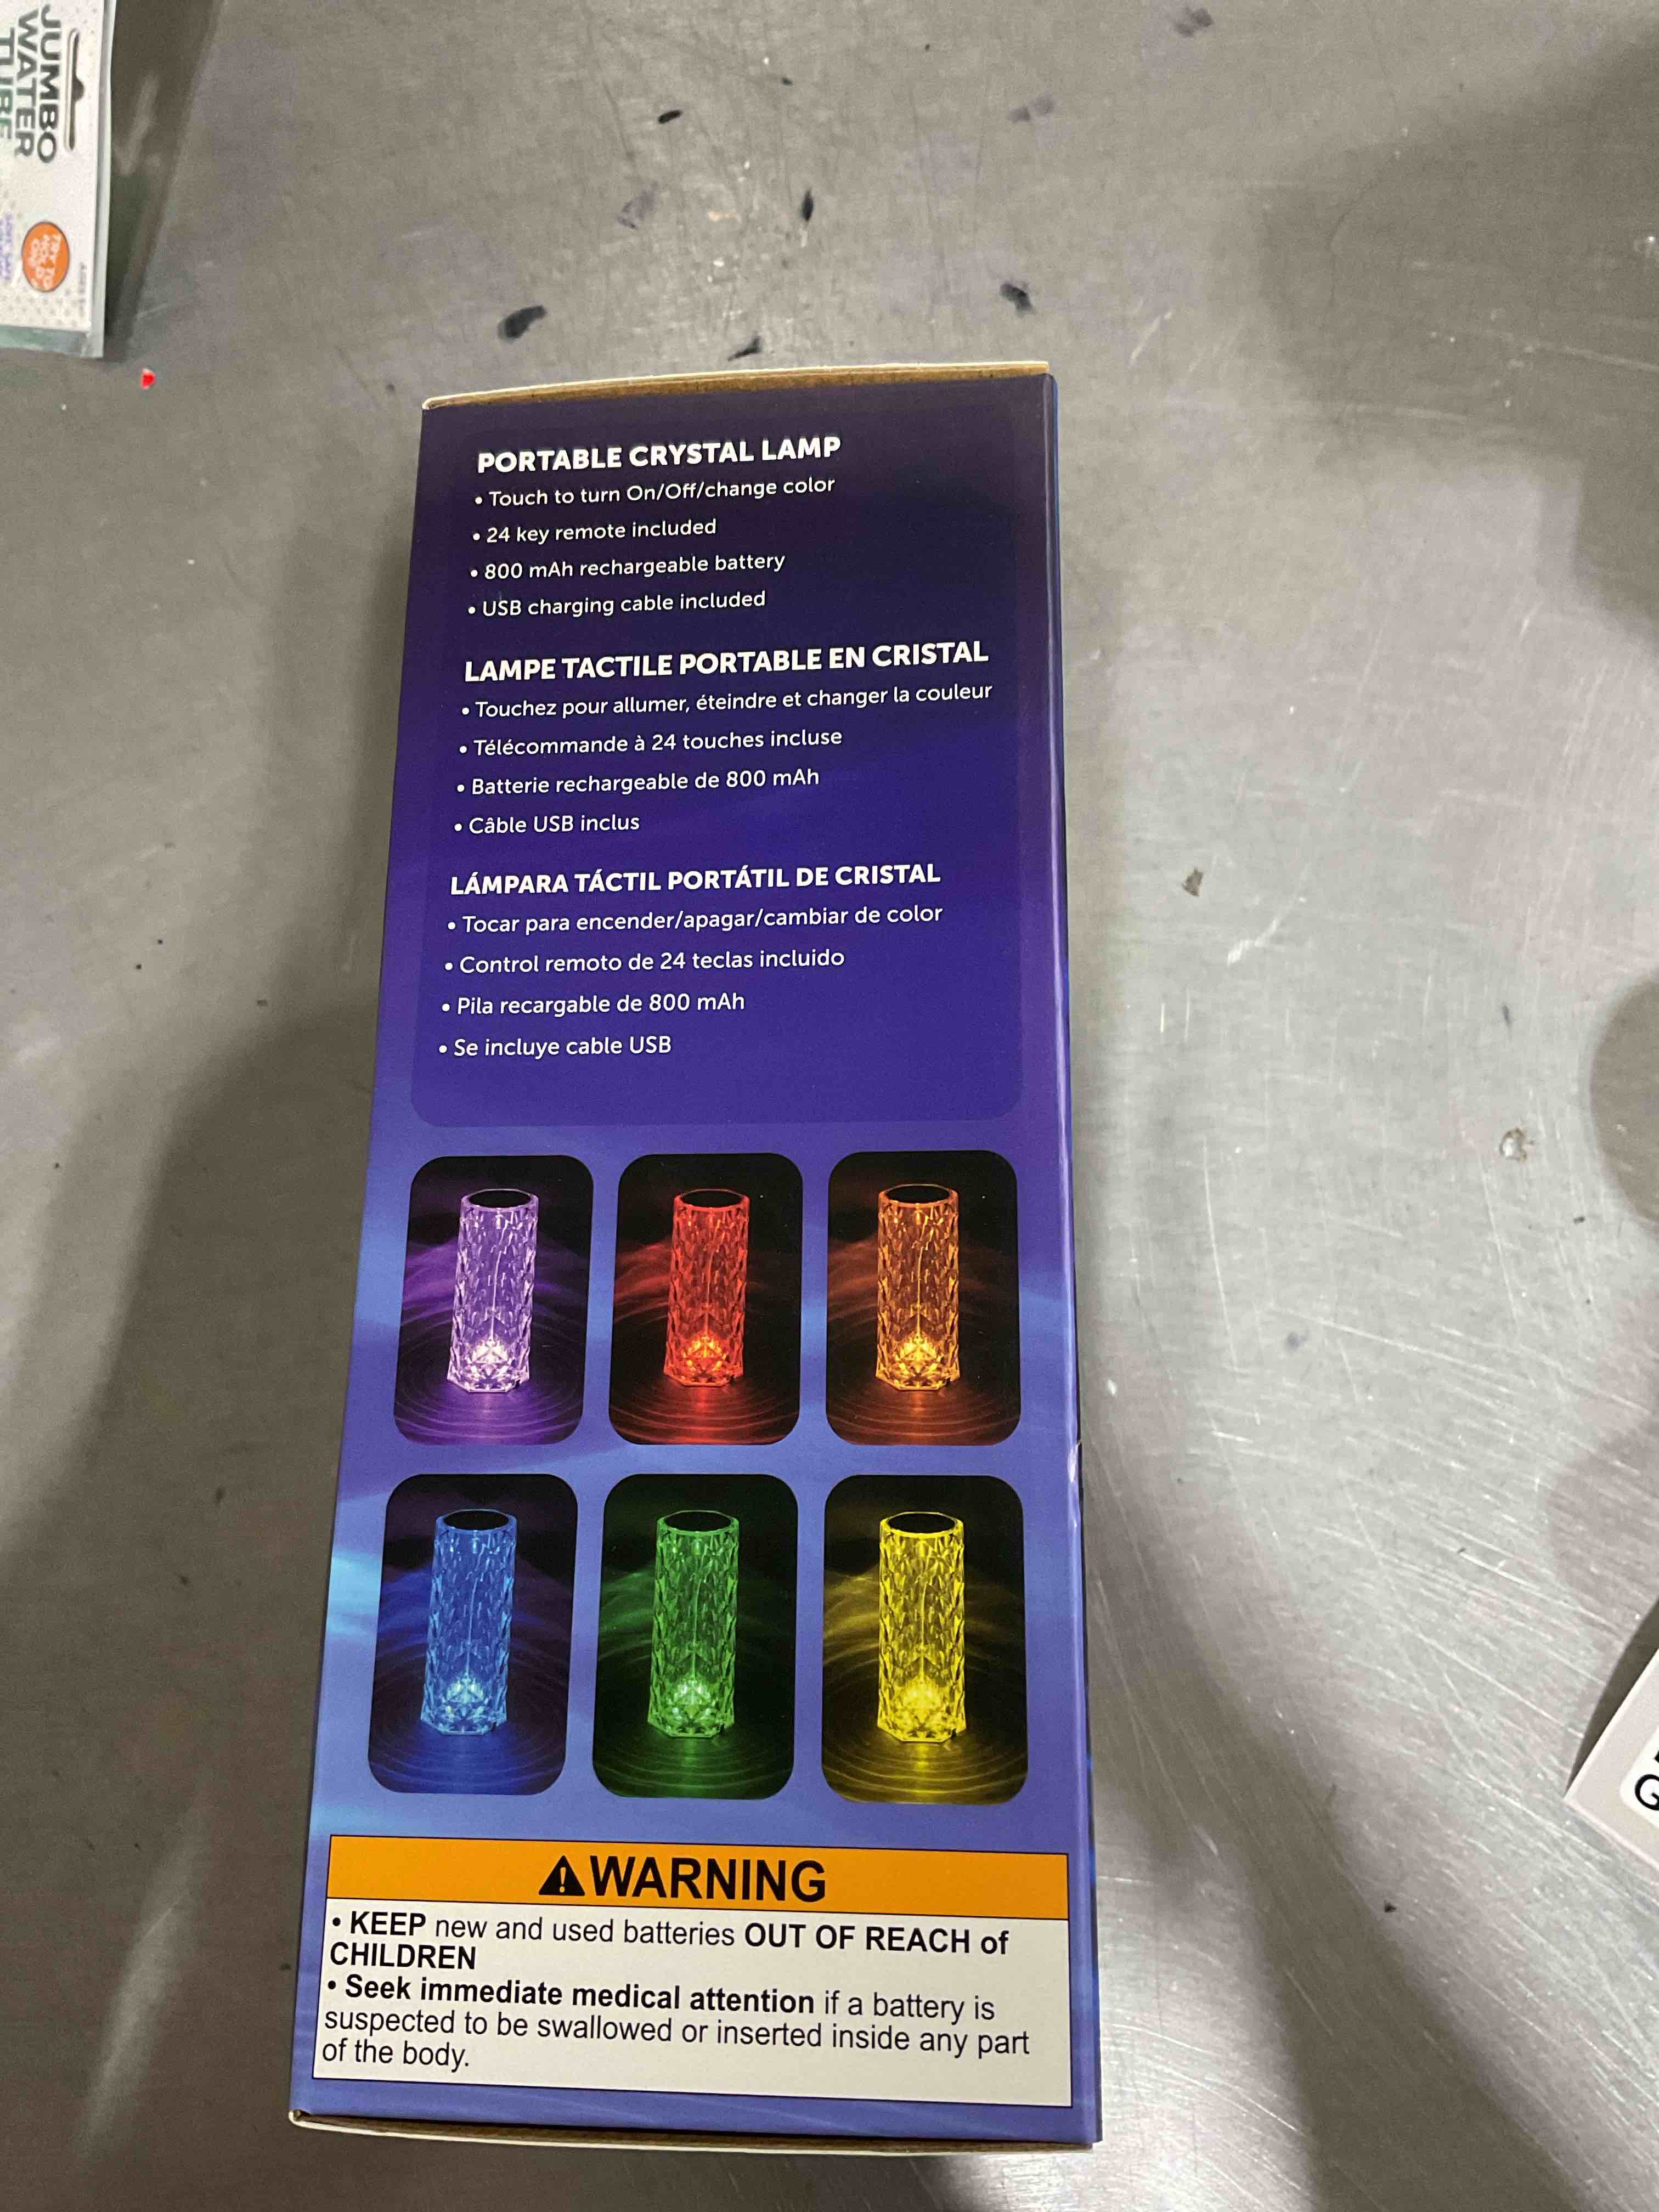 JUMBO
WATER
TUBE
PORTABLE CRYSTAL LAMP
• Touch to turn On/Off/change color
• 24 key remote included
• 800 mAh rechargeable battery
• USB charging cable included
LAMPE TACTILE PORTABLE EN CRISTAL
• Touchez pour allumer, éteindre et changer la couleur
• Télécommande à 24 touches incluse
• Batterie rechargeable de 800 mAh
• Câble USB inclus
LÁMPARA TÁCTIL PORTÁTIL DE CRISTAL
• Tocar para encender/apagar/cambiar de color
• Control remoto de 24 teclas incluido
• Pila recargable de 800 mAh
• Se incluye cable USB
⚠WARNING
• KEEP new and used batteries OUT OF REACH of
CHILDREN
• Seek immediate medical attention if a battery is
suspected to be swallowed or inserted inside any part
of the body.